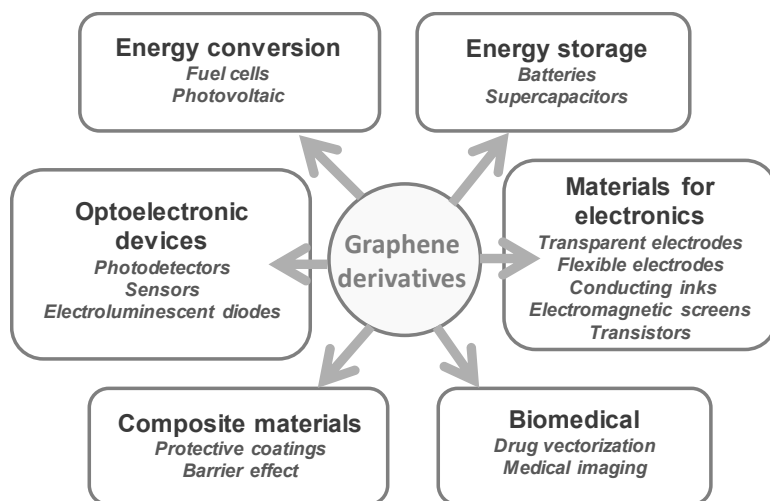 Energy conversion
Fuel cells
Photovoltaic
Energy storage
Batteries
Supercapacitors
Optoelectronic
devices
Photodetectors
Sensors
Electroluminescent diodes
Graphene
derivatives
Materials for
electronics
Transparent electrodes
Flexible electrodes
Conducting inks
Electromagnetic screens
Transistors
Composite materials
Protective coatings
Barrier effect
Biomedical
Drug vectorization
Medical imaging